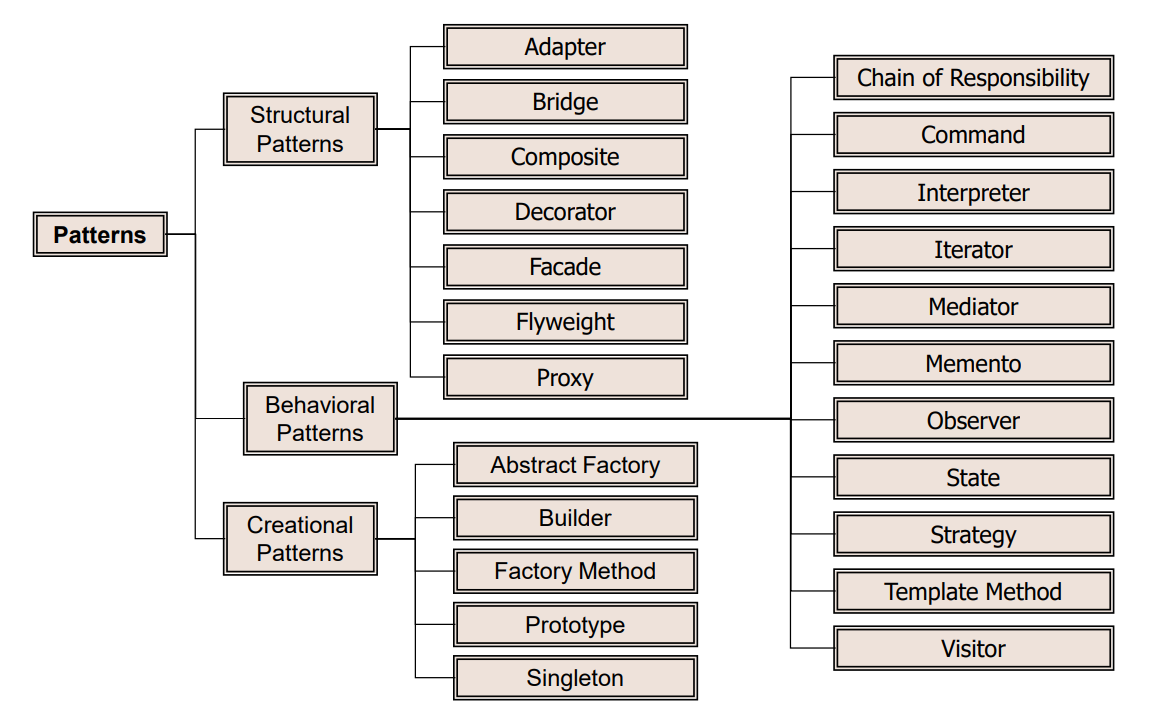 Patterns
Structural
Patterns
Adapter
Bridge
Composite
Decorator
Facade
Flyweight
Proxy
Behavioral
Patterns
Chain of Responsibility
Command
Interpreter
Iterator
Mediator
Memento
Observer
State
Strategy
Template Method
Visitor
Creational
Patterns
Abstract Factory
Builder
Factory Method
Prototype
Singleton